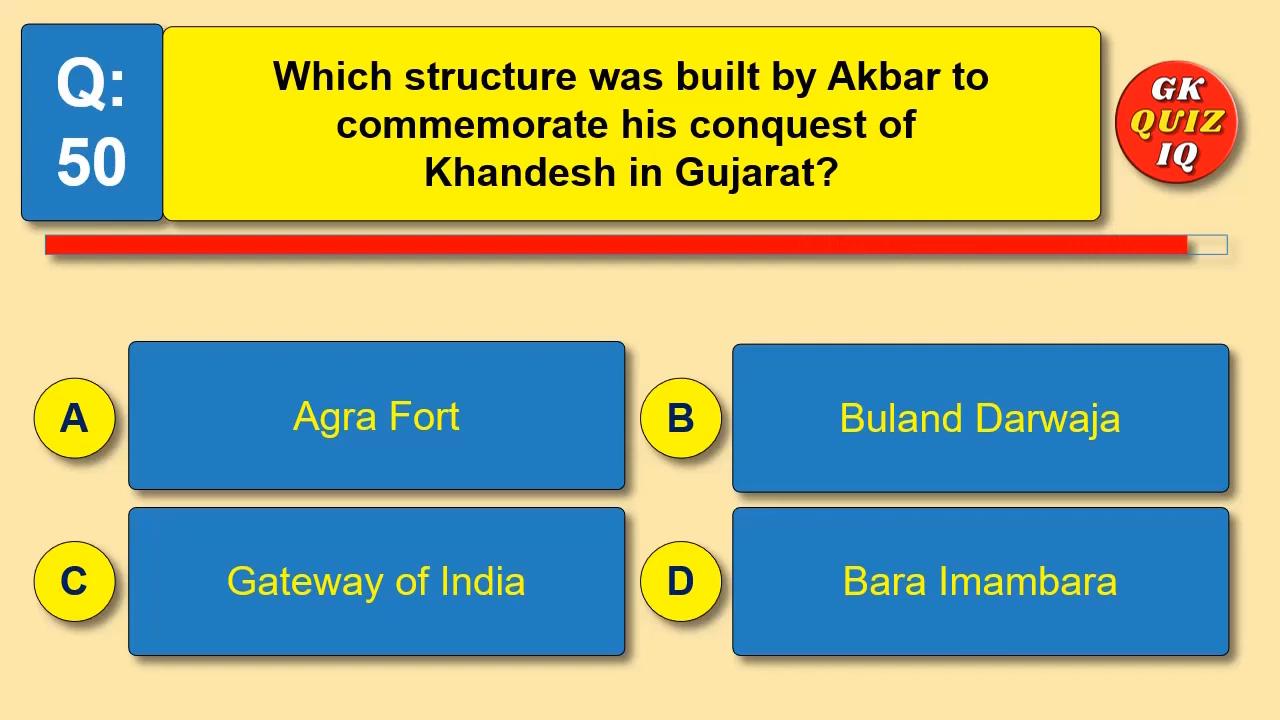 Q:
50
Which structure was built by Akbar to
commemorate his conquest of
Khandesh in Gujarat?
GK
QUIZ
IQ
A
Agra Fort
B
Buland Darwaja
C
Gateway of India
D
Bara Imambara